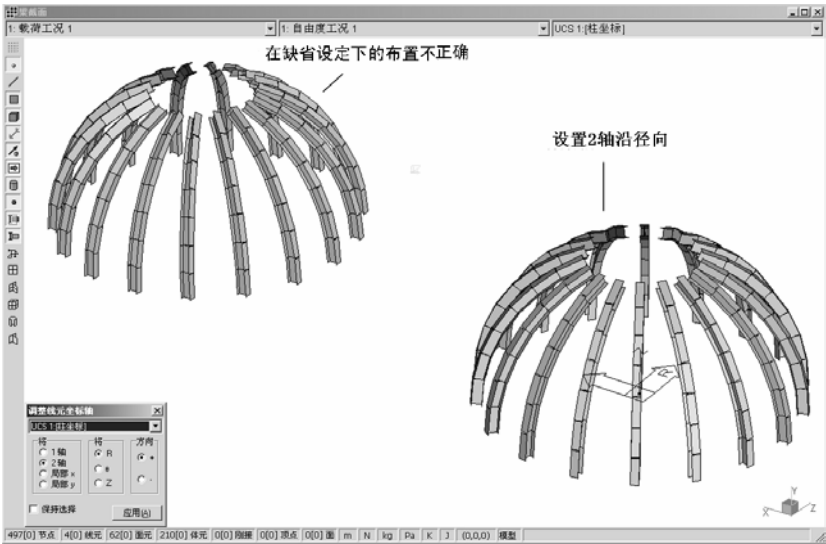 梁截面
1: 载荷工况 1
1: 自由度工况 1
UCS 1:[柱坐标]
在缺省设定下的布置不正确
设置2轴沿径向
R
调整线元坐标轴
UCS 1:[柱坐标]
将 将 方向
1轴 R +
2轴 θ
局部 x Z -
局部 y
保持选择 应用(A)
Y
X Z
497[0] 节点 4[0] 线元 62[0] 面元 210[0] 体元 0[0] 刚接 0[0] 顶点 0[0] 面 m N kg Pa K J (0,0,0) 模型